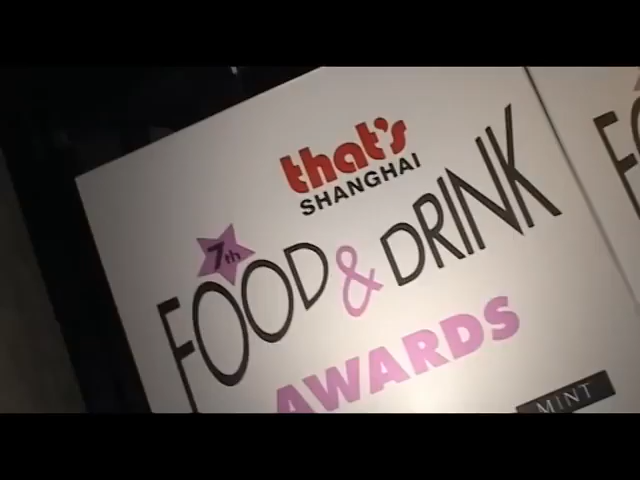 that's
SHANGHAI
7th
FOOD & DRINK
AWARDS
MINT